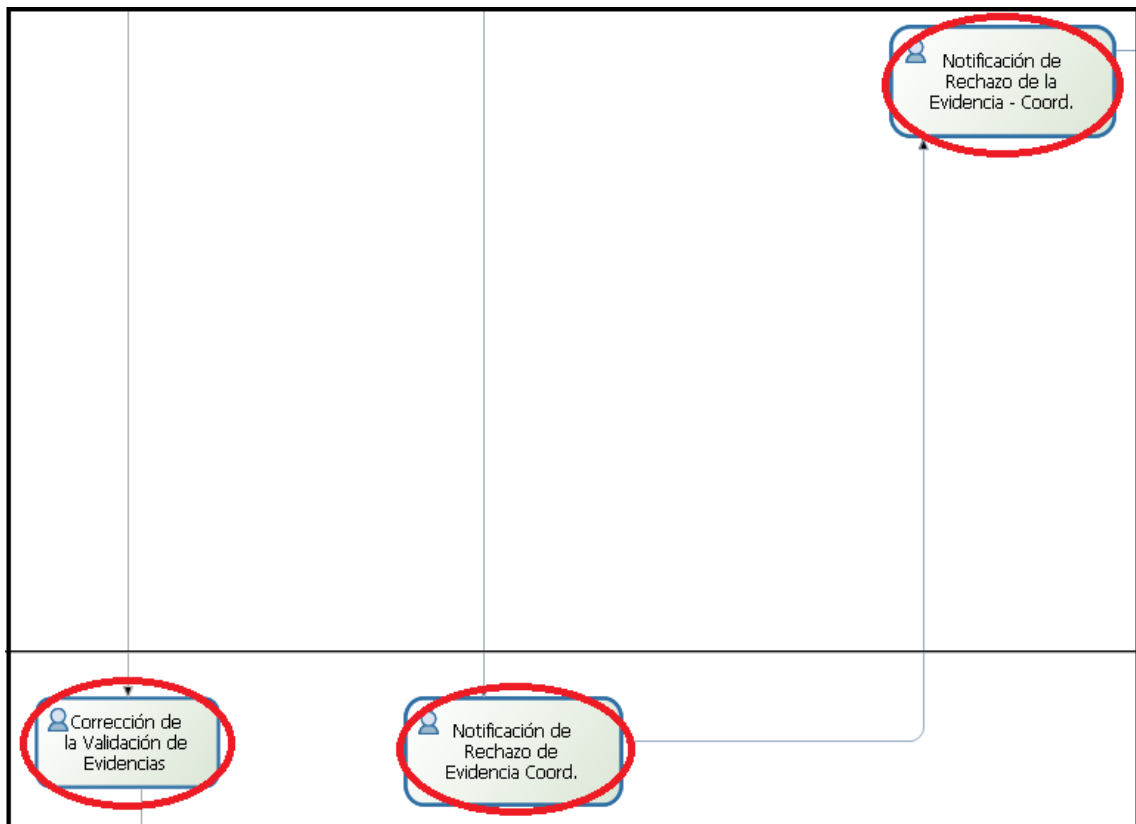 Notificación de
Rechazo de la
Evidencia - Coord.
Corrección de
la Validación de
Evidencias
Notificación de
Rechazo de
Evidencia Coord.